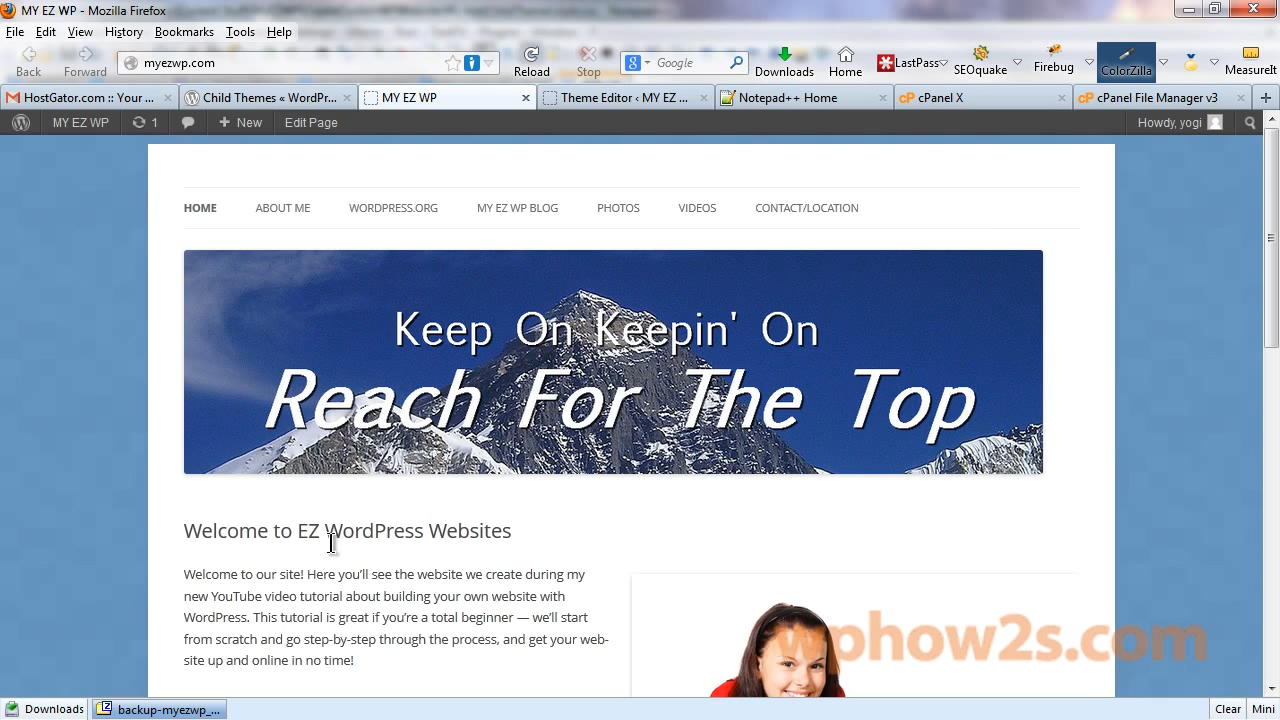 MY EZ WP - Mozilla Firefox
File Edit View History Bookmarks Tools Help
Back Forward myezwp.com Reload Stop Google Downloads Home LastPass SEOquake Firebug ColorZilla MeasureIt
HostGator.com :: Your ... Child Themes « WordPr... MY EZ WP Theme Editor ‹ MY EZ ... Notepad++ Home cPanel X cPanel File Manager v3
MY EZ WP 1 New Edit Page Howdy, yogi
HOME ABOUT ME WORDPRESS.ORG MY EZ WP BLOG PHOTOS VIDEOS CONTACT/LOCATION
Keep On Keepin' On
Reach For The Top
Welcome to EZ WordPress Websites
Welcome to our site! Here you'll see the website we create during my
new YouTube video tutorial about building your own website with
WordPress. This tutorial is great if you're a total beginner — we'll start
from scratch and go step-by-step through the process, and get your web-
site up and online in no time!
wphow2s.com
Downloads backup-myezwp_... Clear Mini